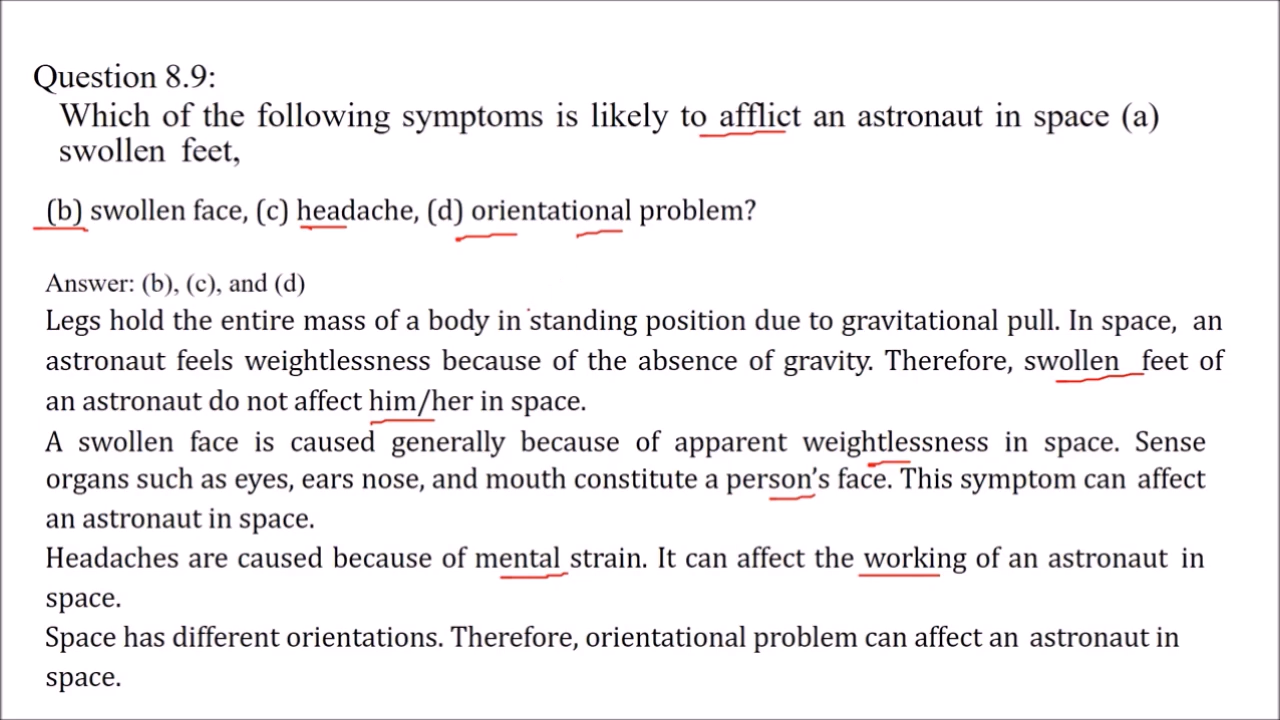 Question 8.9:
Which of the following symptoms is likely to afflict an astronaut in space (a)
swollen feet,
(b) swollen face, (c) headache, (d) orientational problem?
Answer: (b), (c), and (d)
Legs hold the entire mass of a body in standing position due to gravitational pull. In space, an
astronaut feels weightlessness because of the absence of gravity. Therefore, swollen feet of
an astronaut do not affect him/her in space.
A swollen face is caused generally because of apparent weightlessness in space. Sense
organs such as eyes, ears nose, and mouth constitute a person’s face. This symptom can affect
an astronaut in space.
Headaches are caused because of mental strain. It can affect the working of an astronaut in
space.
Space has different orientations. Therefore, orientational problem can affect an astronaut in
space.